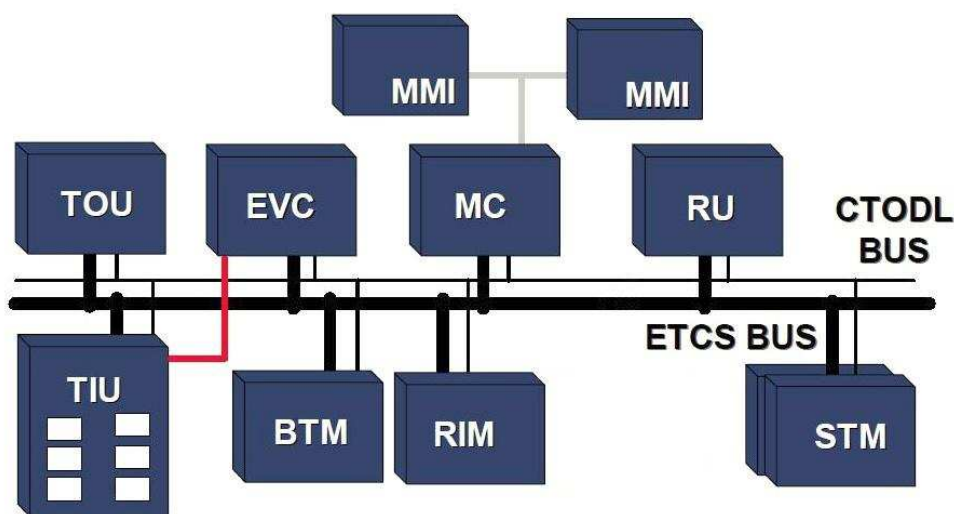 MMI
MMI
TOU
EVC
MC
RU
CTODL
BUS
ETCS BUS
TIU
BTM
RIM
STM